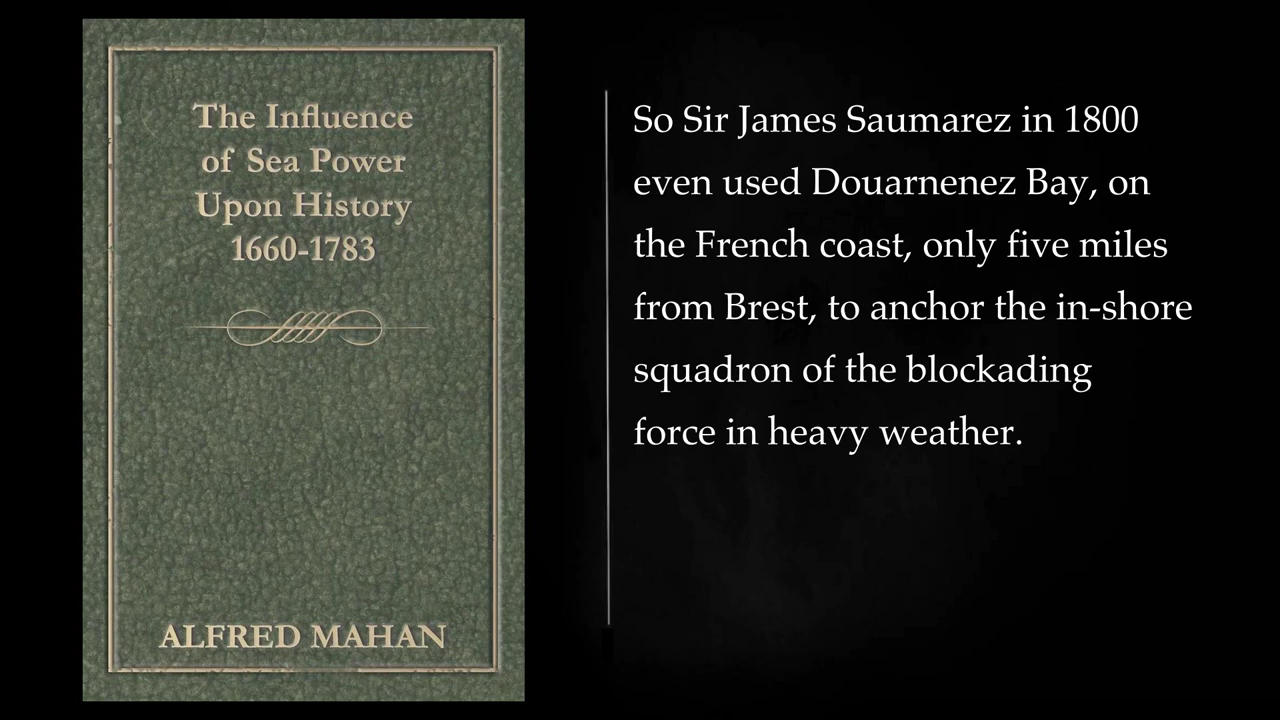 The Influence
of Sea Power
Upon History
1660-1783
ALFRED MAHAN
So Sir James Saumarez in 1800
even used Douarnenez Bay, on
the French coast, only five miles
from Brest, to anchor the in-shore
squadron of the blockading
force in heavy weather.